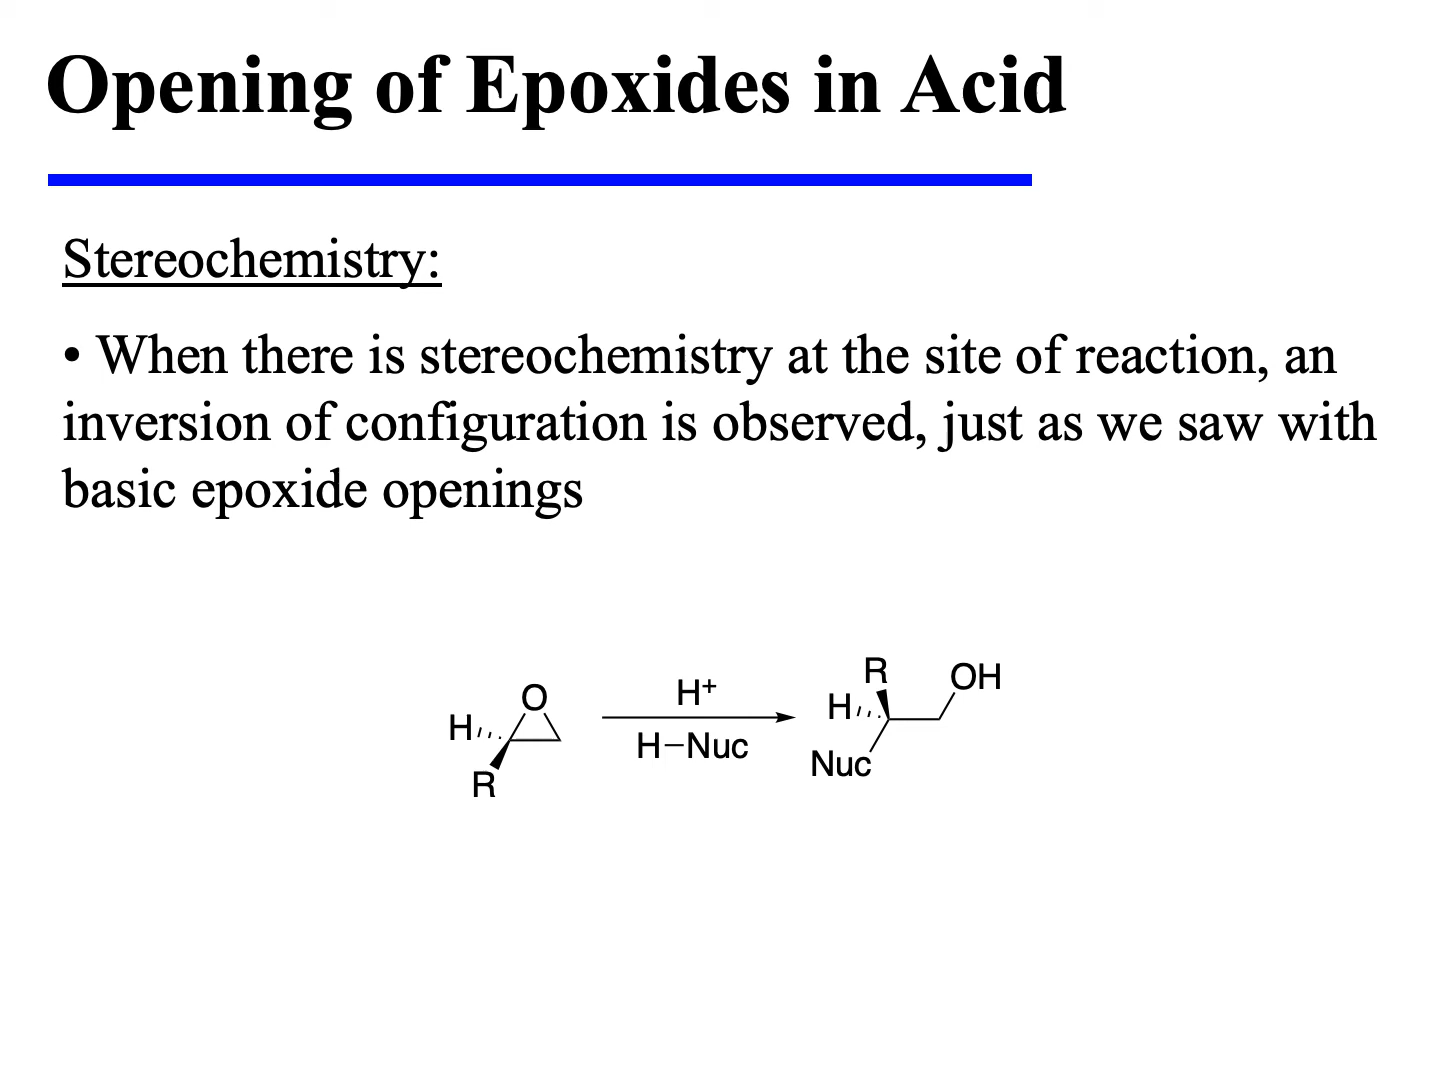 Opening of Epoxides in Acid
Stereochemistry:
• When there is stereochemistry at the site of reaction, an
inversion of configuration is observed, just as we saw with
basic epoxide openings
H
O
R
H+
H–Nuc
R
H
OH
Nuc